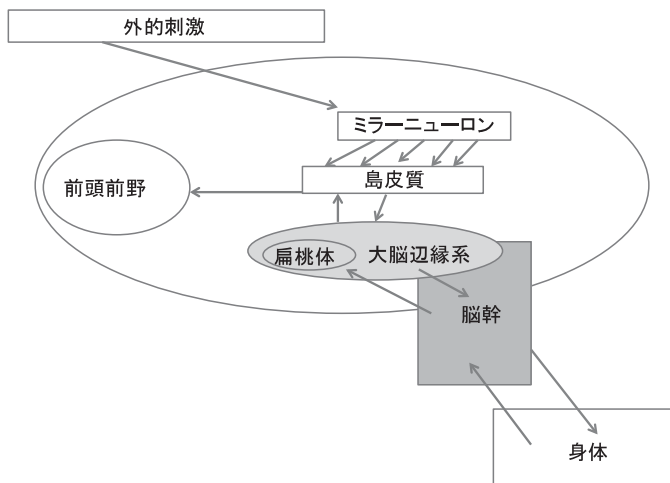 外的刺激
ミラーニューロン
島皮質
前頭前野
扁桃体
大脳辺縁系
脳幹
身体